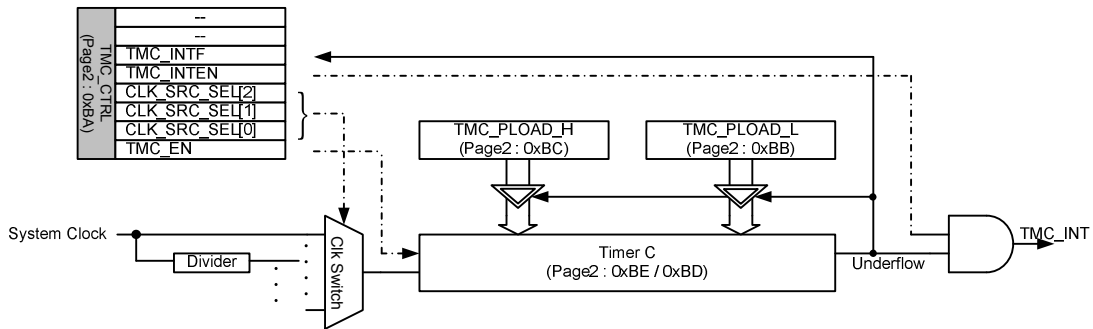 TMC_CTRL
(Page2 : 0xBA)
--
--
TMC_INTF
TMC_INTEN
CLK_SRC_SEL[2]
CLK_SRC_SEL[1]
CLK_SRC_SEL[0]
TMC_EN
TMC_PLOAD_H
(Page2 : 0xBC)
TMC_PLOAD_L
(Page2 : 0xBB)
System Clock
Divider
Clk Switch
Timer C
(Page2 : 0xBE / 0xBD)
Underflow
TMC_INT